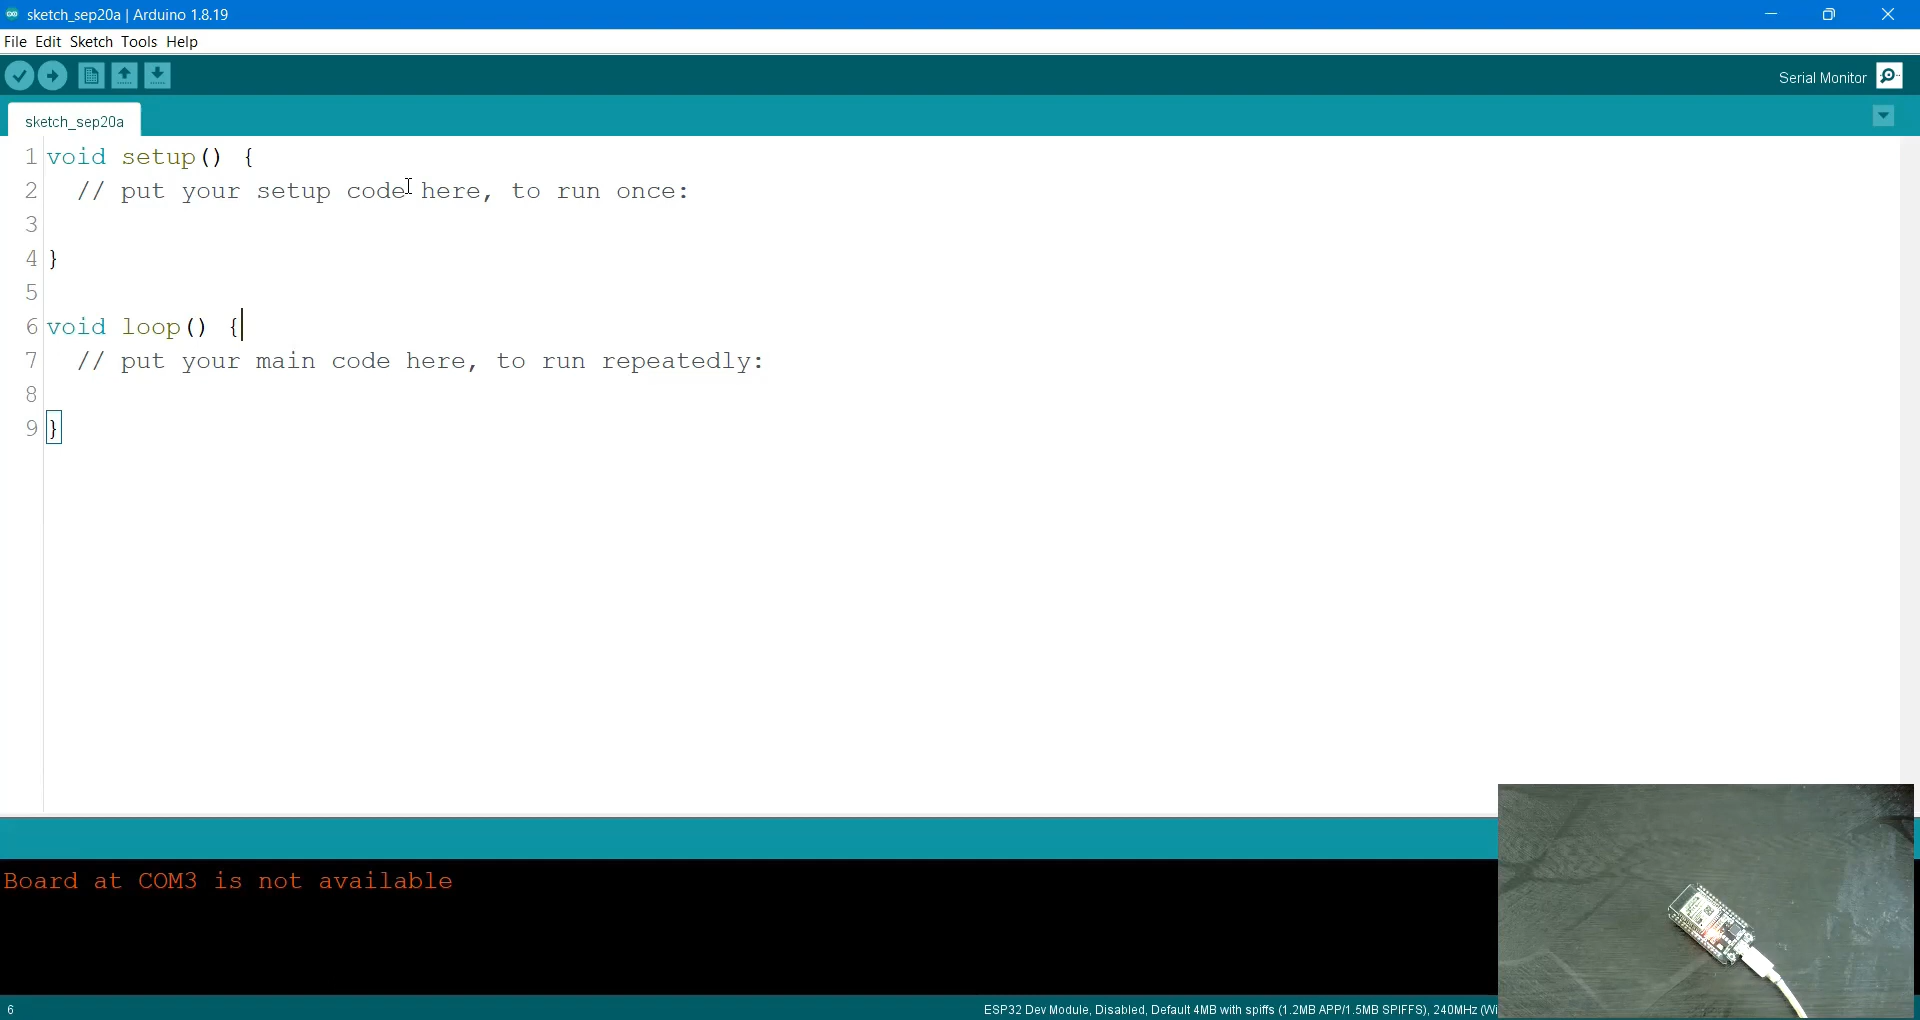 sketch_sep20a | Arduino 1.8.19
File Edit Sketch Tools Help
Serial Monitor
sketch_sep20a
1 void setup() {
2 // put your setup code here, to run once:
3
4 }
5
6 void loop() {
7 // put your main code here, to run repeatedly:
8
9 }
Board at COM3 is not available
6 ESP32 Dev Module, Disabled, Default 4MB with spiffs (1.2MB APP/1.5MB SPIFFS), 240MHz (Wi